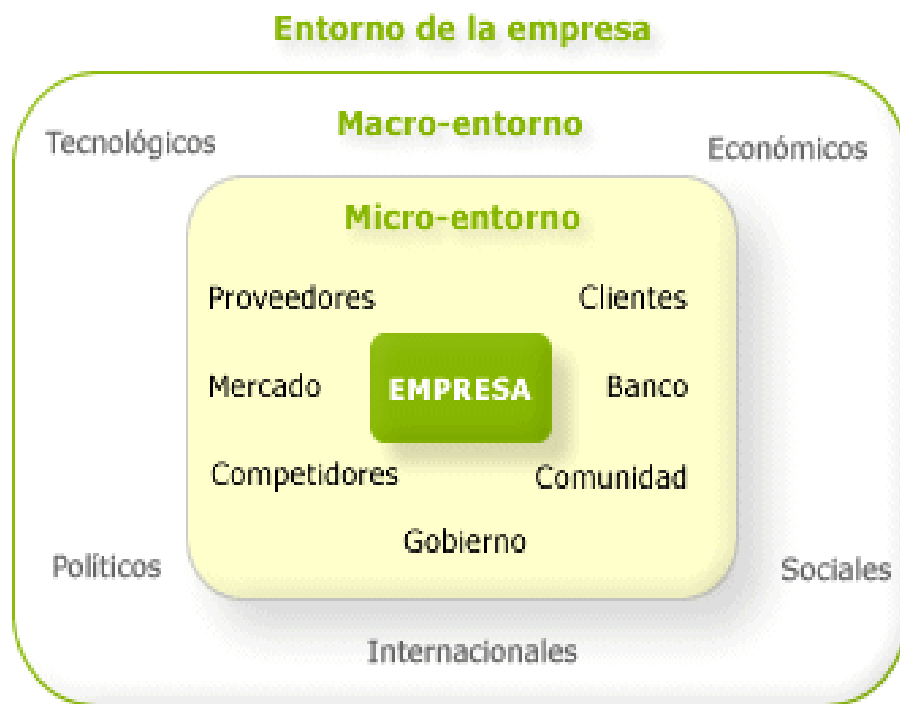 Entorno de la empresa
Macro-entorno
Tecnológicos
Económicos
Micro-entorno
Proveedores
Clientes
Mercado
EMPRESA
Banco
Competidores
Comunidad
Gobierno
Políticos
Sociales
Internacionales